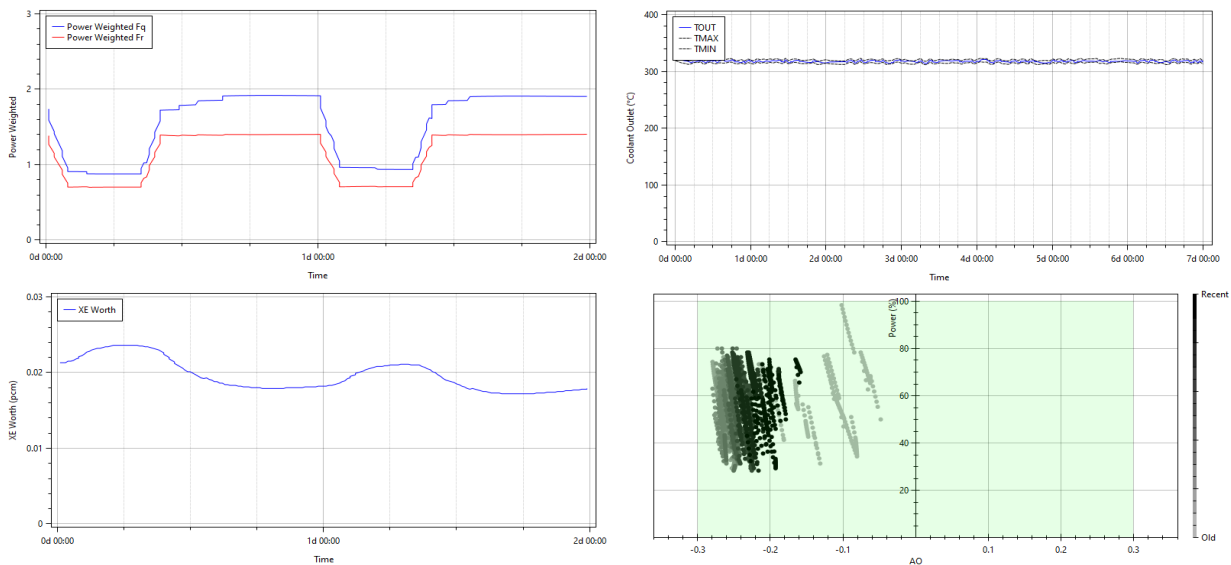 Power Weighted Fq
Power Weighted Fr
3
2
1
0
Power Weighted
0d 00:00
1d 00:00
2d 00:00
Time
TOUT
TMAX
TMIN
400
300
200
100
0
Coolant Outlet (°C)
0d 00:00
1d 00:00
2d 00:00
3d 00:00
4d 00:00
5d 00:00
6d 00:00
7d 00:00
Time
XE Worth
0.03
0.02
0.01
0
XE Worth (pcm)
0d 00:00
1d 00:00
2d 00:00
Time
100
80
60
40
20
Power (%)
-0.3
-0.2
-0.1
0.1
0.2
0.3
AO
Recent
Old